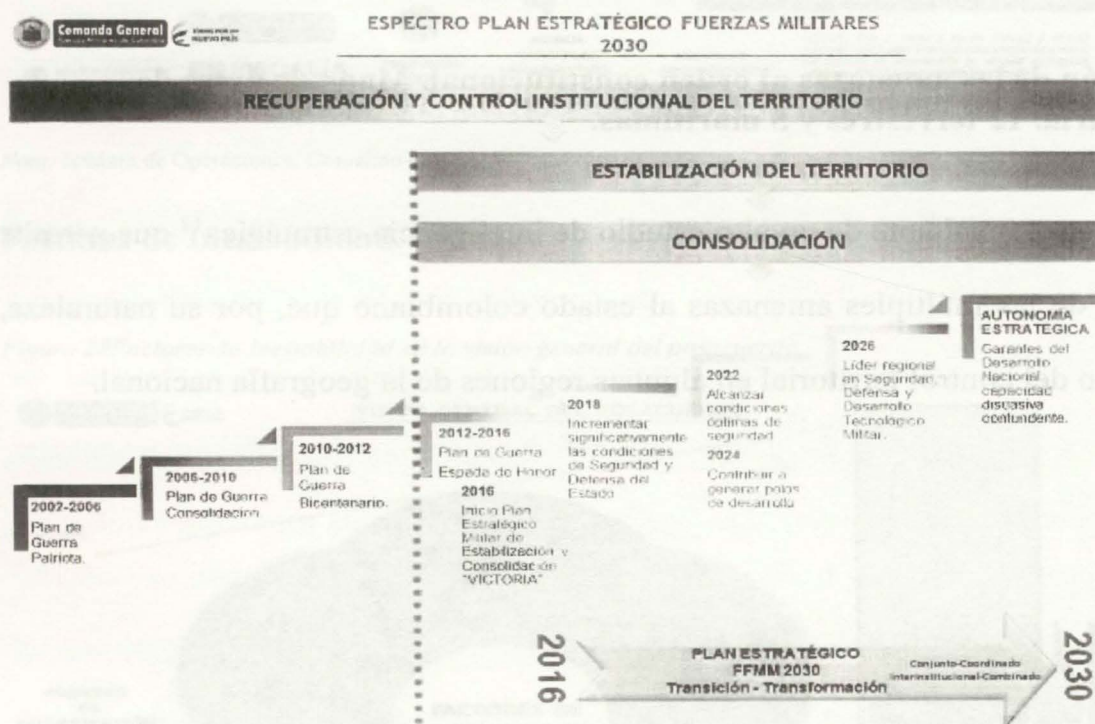 Comando General
ESPECTRO PLAN ESTRATÉGICO FUERZAS MILITARES
2030
RECUPERACIÓN Y CONTROL INSTITUCIONAL DEL TERRITORIO
ESTABILIZACIÓN DEL TERRITORIO
CONSOLIDACIÓN
2002-2006
Plan de
Guerra
Patriota.
2006-2010
Plan de Guerra
Consolidación.
2010-2012
Plan de
Guerra
Bicentenario.
2012-2016
Plan de Guerra
Espada de Honor
2016
Inicio Plan
Estratégico
Militar de
Estabilización y
Consolidación
"VICTORIA"
2018
Incrementar
significativamente
las condiciones
de Seguridad y
Defensa del
Estado
2022
Alcanzar
condiciones
óptimas de
seguridad
2024
Contribuir a
generar polos
de desarrollo
2026
Líder regional
en Seguridad
Defensa y
Desarrollo
Tecnológico
Militar.
AUTONOMIA
ESTRATEGICA
Garantes del
Desarrollo
Nacional
capacidad
disuasiva
contundente.
2016
PLAN ESTRATÉGICO
FFMM 2030
Transición - Transformación
Conjunto-Coordinado
Interinstitucional-Combinado
2030